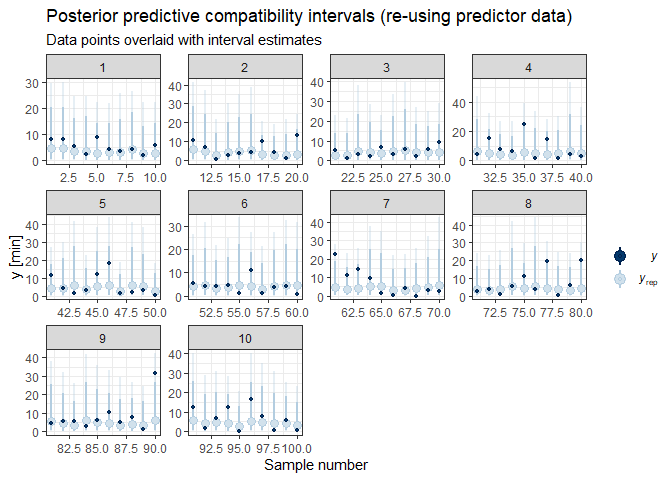 Posterior predictive compatibility intervals (re-using predictor data)
Data points overlaid with interval estimates
1 2 3 4
30 20 10 0
40 30 20 10 0
40 30 20 10 0
40 20 0
2.5 5.0 7.5 10.0
12.5 15.0 17.5 20.0
22.5 25.0 27.5 30.0
32.5 35.0 37.5 40.0
5 6 7 8
40 30 20 10 0
30 20 10 0
40 30 20 10 0
40 30 20 10 0
42.5 45.0 47.5 50.0
52.5 55.0 57.5 60.0
62.5 65.0 67.5 70.0
72.5 75.0 77.5 80.0
9 10
40 30 20 10 0
40 30 20 10 0
82.5 85.0 87.5 90.0
92.5 95.0 97.5 100.0
y [min]
Sample number
y
yrep